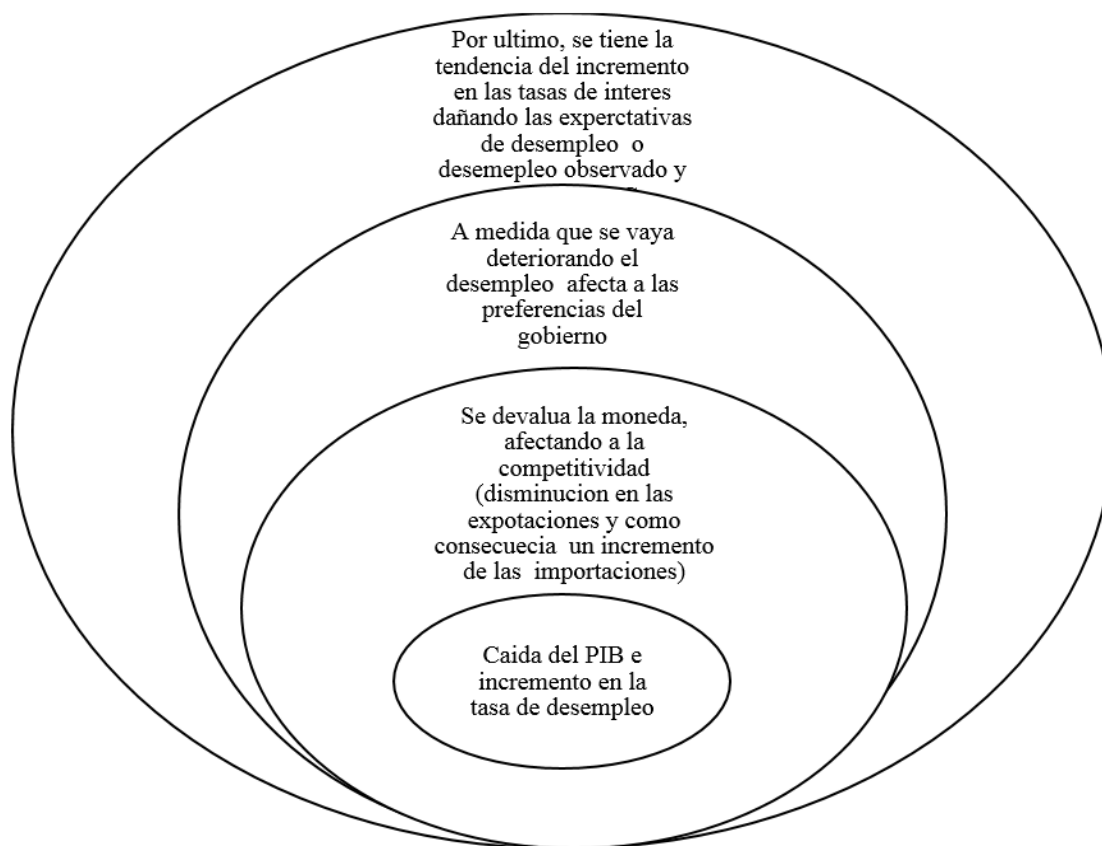 Por ultimo, se tiene la
tendencia del incremento
en las tasas de interes
dañando las experctativas
de desempleo o
desemepleo observado y
A medida que se vaya
deteriorando el
desempleo afecta a las
preferencias del
gobierno
Se devalua la moneda,
afectando a la
competitividad
(disminucion en las
expotaciones y como
consecuecia un incremento
de las importaciones)
Caida del PIB e
incremento en la
tasa de desempleo